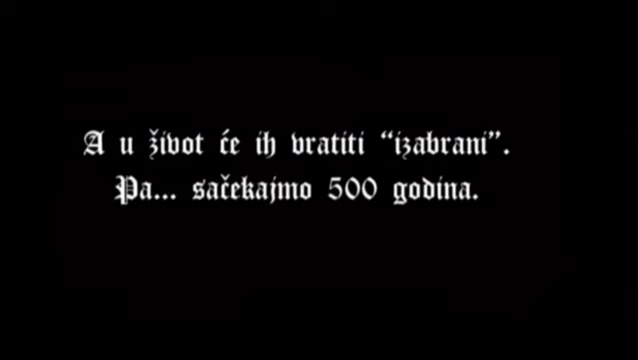 A u život će ih vratiti “izabrani”.
Pa... sačekajmo 500 godina.